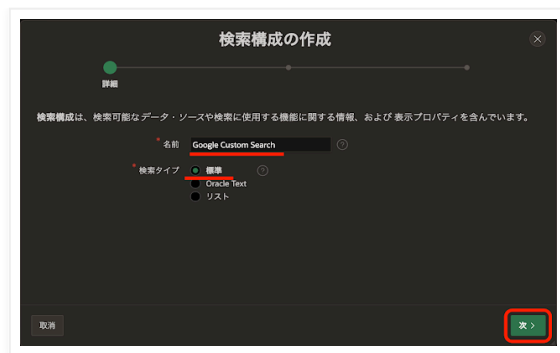 検索構成の作成
詳細
検索構成は、検索可能なデータ・ソースや検索に使用する機能に関する情報、および 表示プロパティを含んでいます。
* 名前 Google Custom Search ?
* 検索タイプ 標準 ?
Oracle Text
リスト
取消 次 >